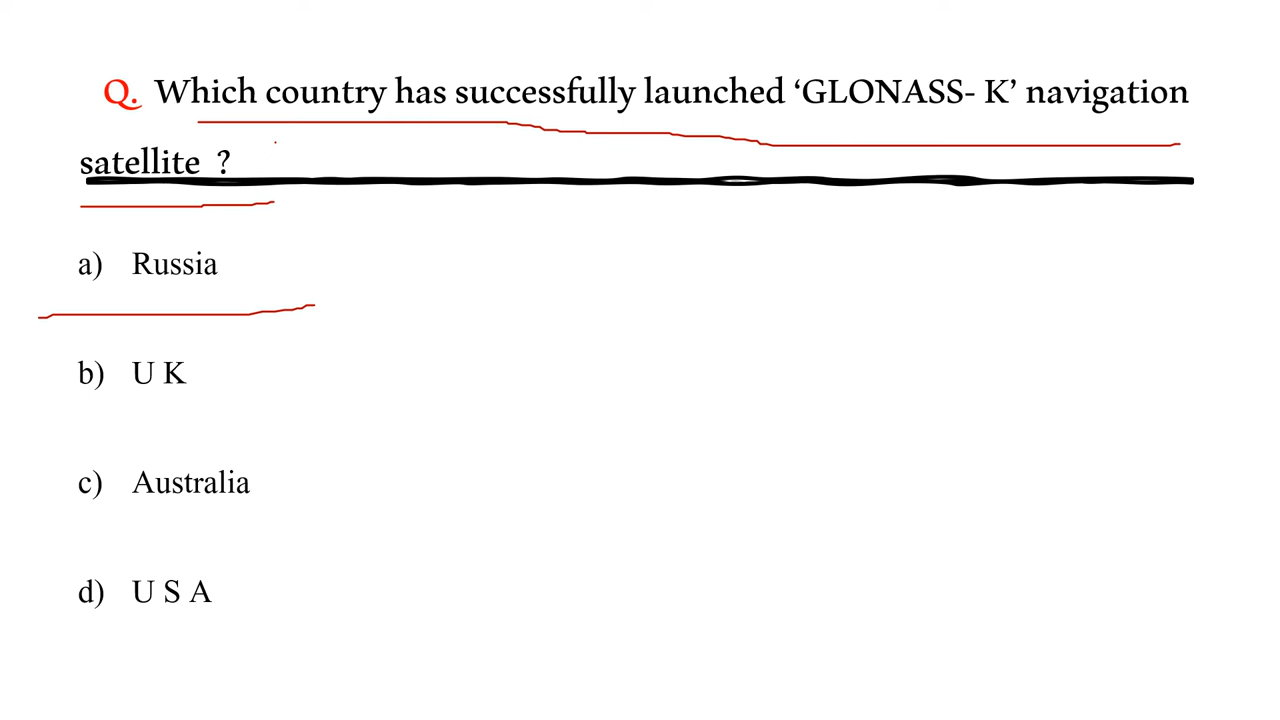 Q. Which country has successfully launched ‘GLONASS- K’ navigation
satellite ?
a) Russia
b) U K
c) Australia
d) U S A